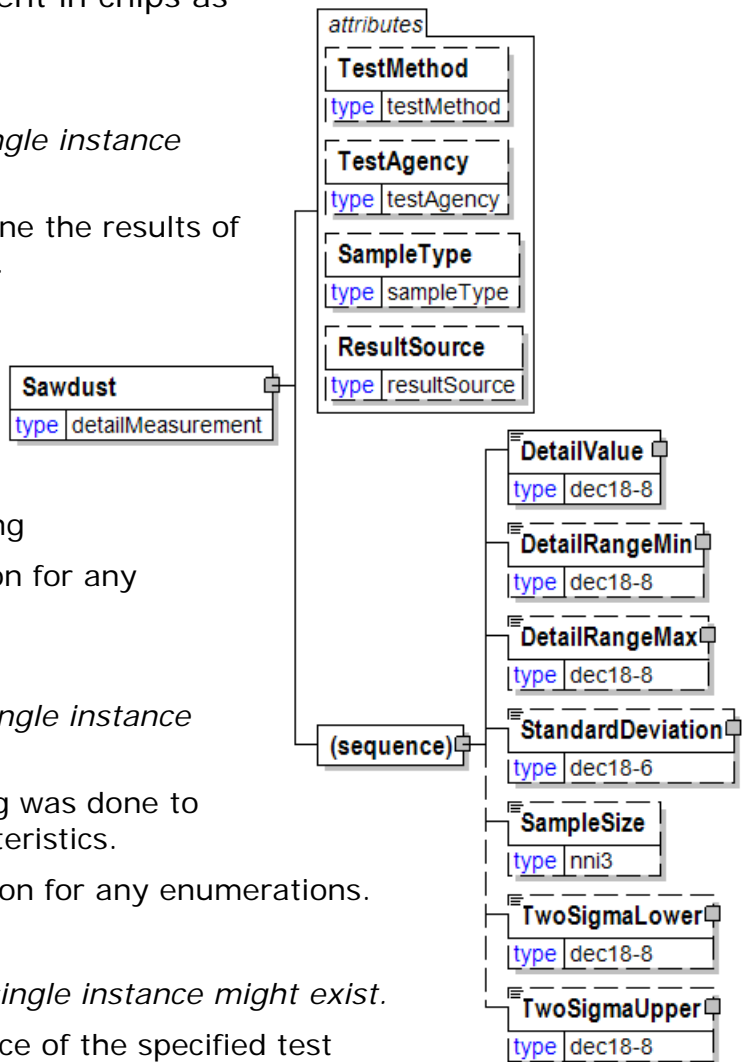 ent in chips as
ngle instance
ne the results of
.
ng
on for any
ngle instance
g was done to
teristics.
on for any enumerations.
single instance might exist.
ce of the specified test
attributes
TestMethod
type testMethod
TestAgency
type testAgency
SampleType
type sampleType
ResultSource
type resultSource
Sawdust
type detailMeasurement
(sequence)
DetailValue
type dec18-8
DetailRangeMin
type dec18-8
DetailRangeMax
type dec18-8
StandardDeviation
type dec18-6
SampleSize
type nni3
TwoSigmaLower
type dec18-8
TwoSigmaUpper
type dec18-8